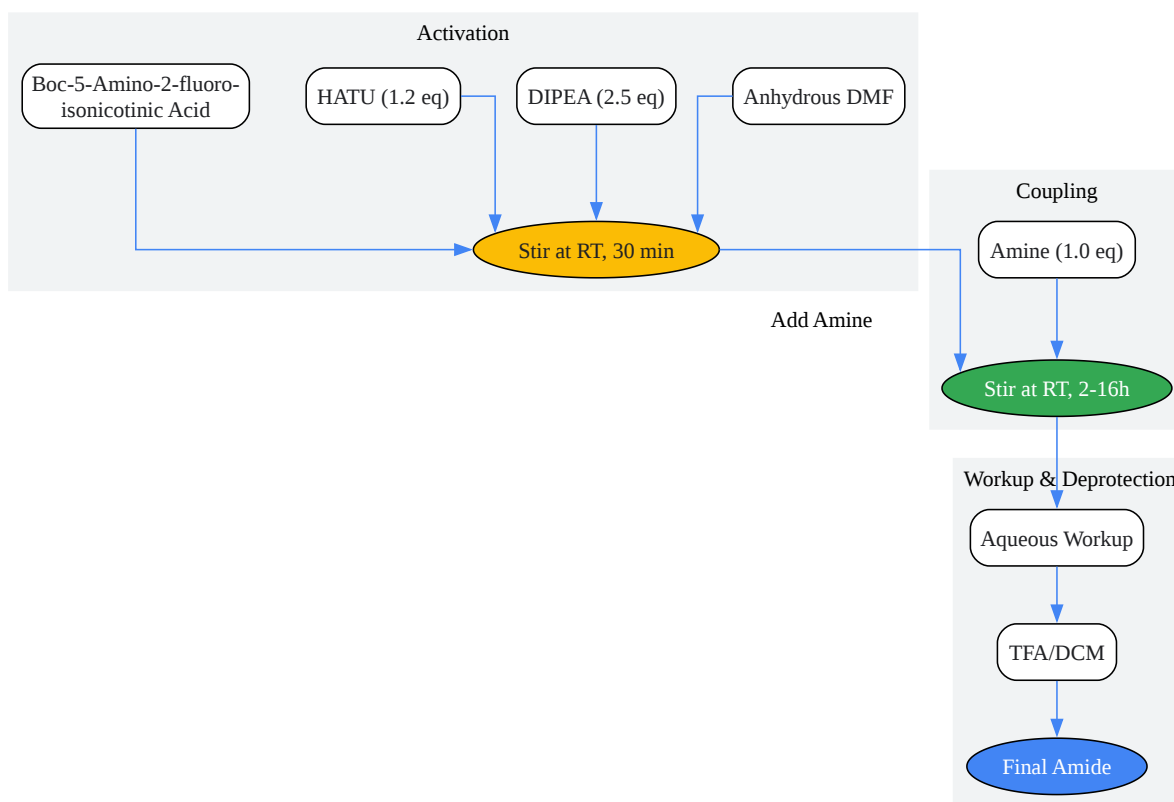 Activation
Boc-5-Amino-2-fluoro-
isonicotinic Acid
HATU (1.2 eq)
DIPEA (2.5 eq)
Anhydrous DMF
Stir at RT, 30 min
Add Amine
Coupling
Amine (1.0 eq)
Stir at RT, 2-16h
Workup & Deprotection
Aqueous Workup
TFA/DCM
Final Amide